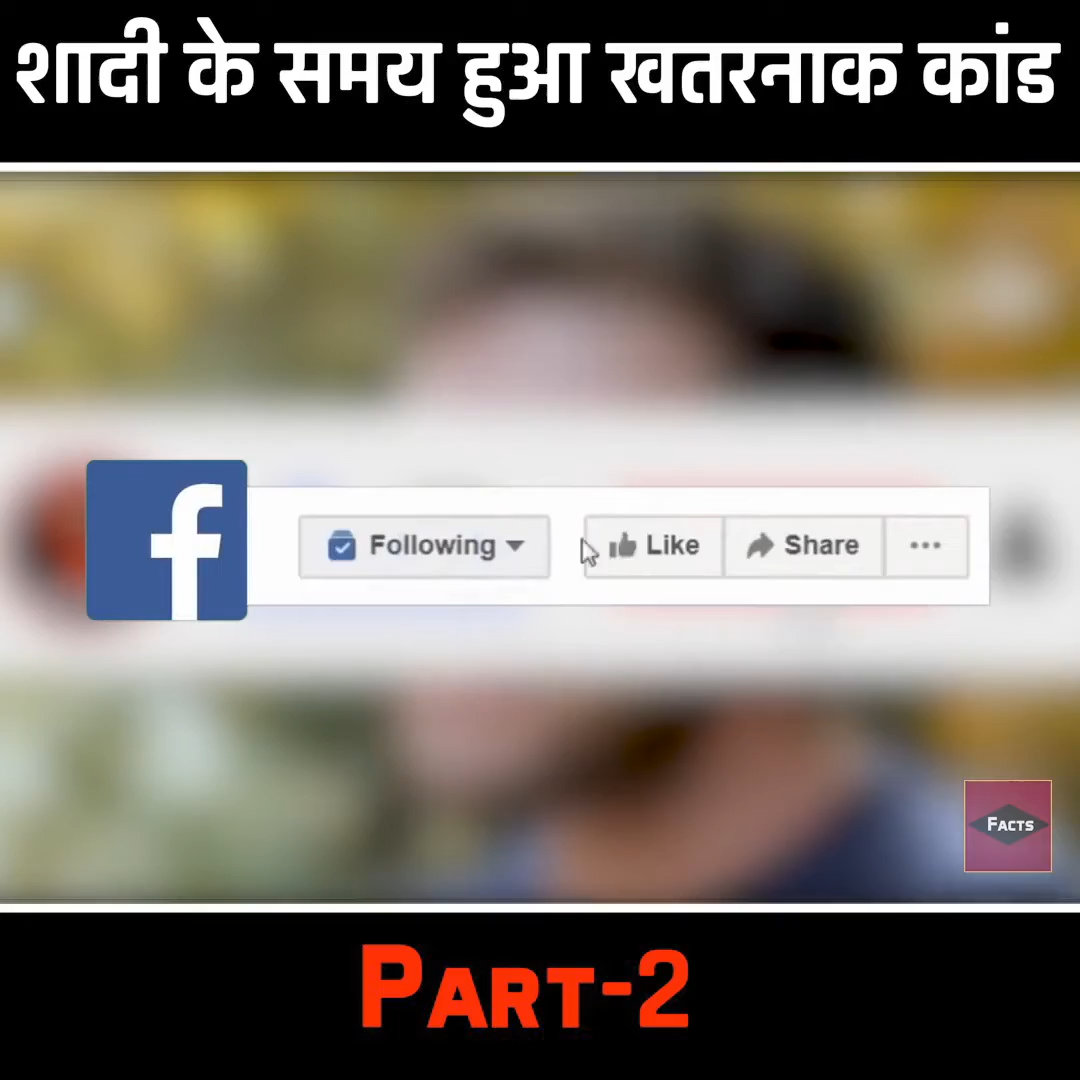 शादी के समय हुआ खतरनाक कांड
f
Following
Like
Share
FACTS
PART-2